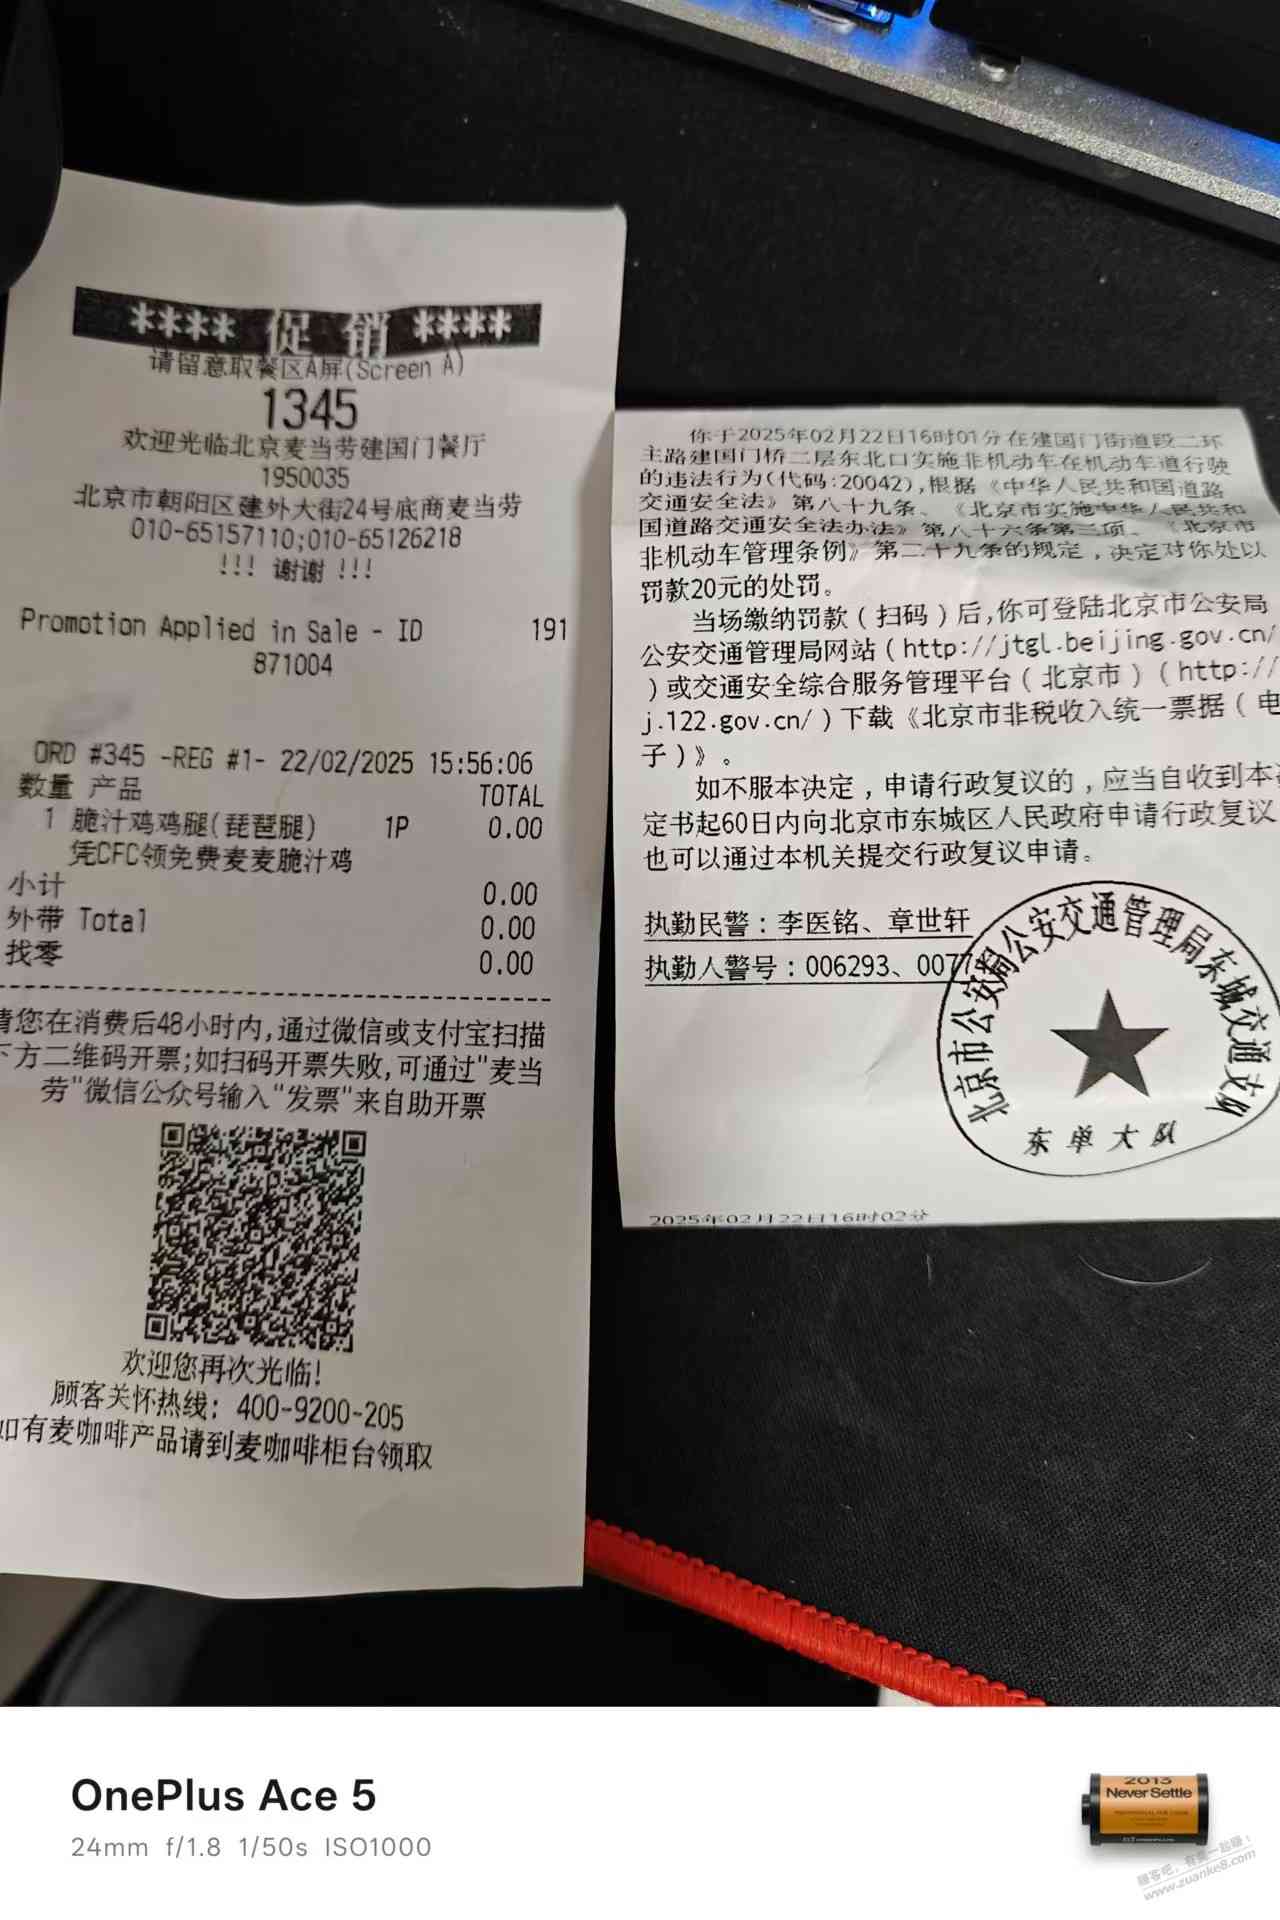 **** 促 销 ****
请留意取餐区A屏(Screen A)
1345
欢迎光临北京麦当劳建国门餐厅
1950035
北京市朝阳区建外大街24号底商麦当劳
010-65157110;010-65126218
!!! 谢谢 !!!
Promotion Applied in Sale - ID 191
871004
ORD #345 -REG #1- 22/02/2025 15:56:06
数量 产品 TOTAL
1 脆汁鸡鸡腿(琵琶腿) 1P 0.00
凭CFC领免费麦麦脆汁鸡
小计 0.00
外带 Total 0.00
找零 0.00
请您在消费后48小时内,通过微信或支付宝扫描
下方二维码开票;如扫码开票失败,可通过"麦当
劳"微信公众号输入"发票"来自助开票
欢迎您再次光临!
顾客关怀热线: 400-9200-205
如有麦咖啡产品请到麦咖啡柜台领取
你于2025年02月22日16时01分在建国门街道段二环
主路建国门桥二层东北口实施非机动车在机动车道行驶
的违法行为(代码:20042),根据《中华人民共和国道路
交通安全法》第八十九条、《北京市实施中华人民共和
国道路交通安全法办法》第八十六条第三项、《北京市
非机动车管理条例》第二十九条的规定,决定对你处以
罚款20元的处罚。
当场缴纳罚款(扫码)后,你可登陆北京市公安局
公安交通管理局网站(http://jtgl.beijing.gov.cn/
)或交通安全综合服务管理平台(北京市)(http://
j.122.gov.cn/)下载《北京市非税收入统一票据(电
子)》。
如不服本决定,申请行政复议的,应当自收到本
定书起60日内向北京市东城区人民政府申请行政复议
也可以通过本机关提交行政复议申请。
执勤民警:李医铭、章世轩
执勤人警号:006293、007
北京市公安局公安交通管理局东城交通支队
东单大队
2025年02月22日16时02分
OnePlus Ace 5
24mm f/1.8 1/50s ISO1000
2013
Never Settle
赚客吧,有奖一起赚!
www.zuanke8.com